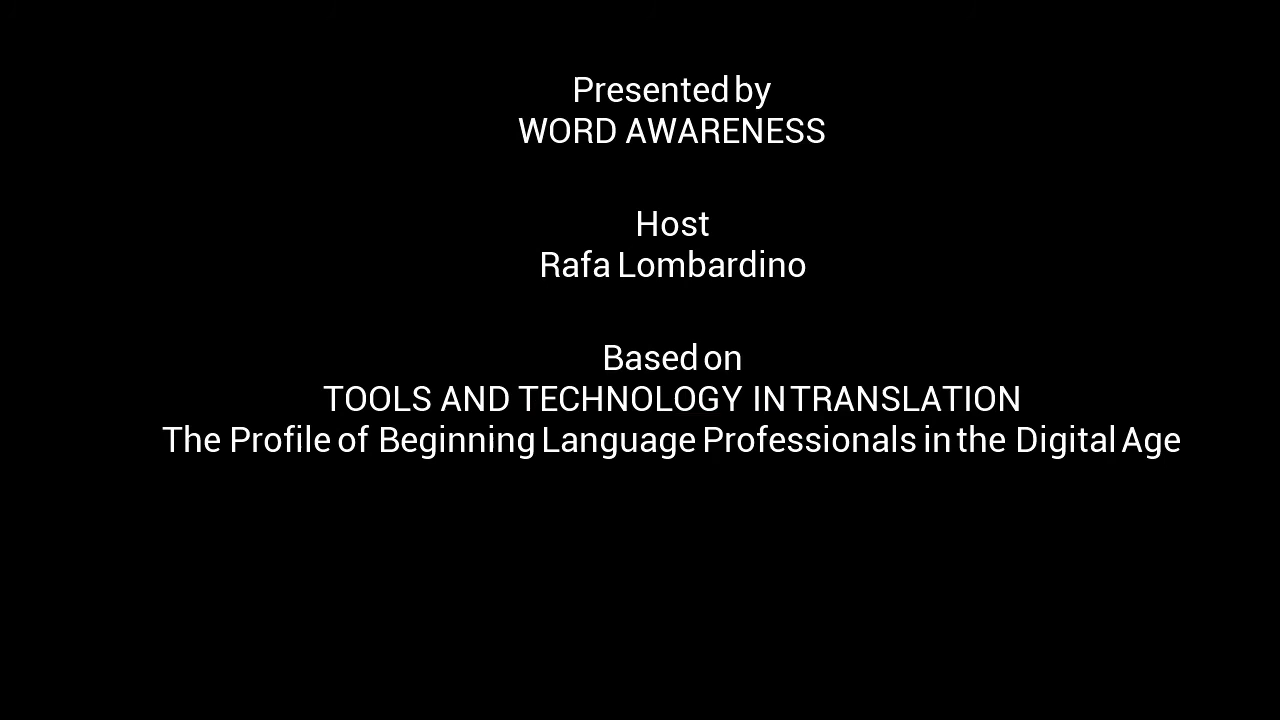 Presented by
WORD AWARENESS
Host
Rafa Lombardino
Based on
TOOLS AND TECHNOLOGY IN TRANSLATION
The Profile of Beginning Language Professionals in the Digital Age